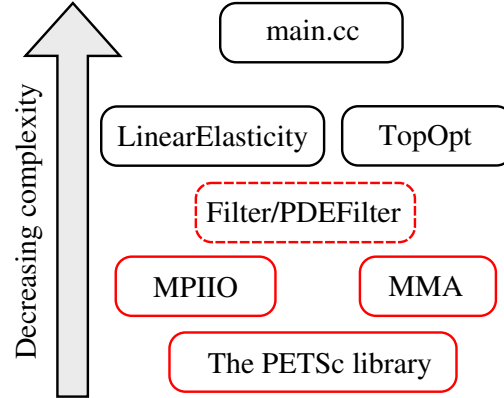 main.cc
LinearElasticity
TopOpt
Filter/PDEFilter
MPIIO
MMA
The PETSc library
Decreasing complexity